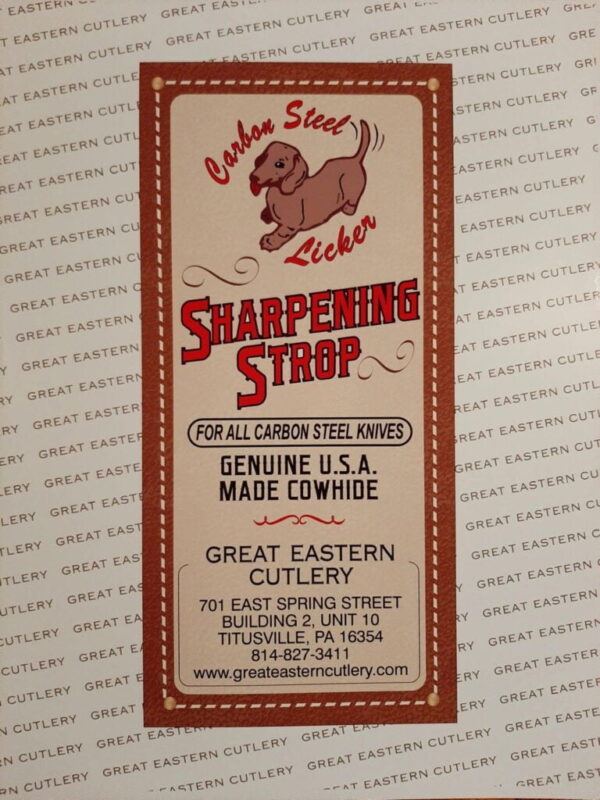 Carbon Steel
Licker
SHARPENING
STROP
FOR ALL CARBON STEEL KNIVES
GENUINE U.S.A.
MADE COWHIDE
GREAT EASTERN
CUTLERY
701 EAST SPRING STREET
BUILDING 2, UNIT 10
TITUSVILLE, PA 16354
814-827-3411
www.greateasterncutlery.com
GREAT EASTERN CUTLERY